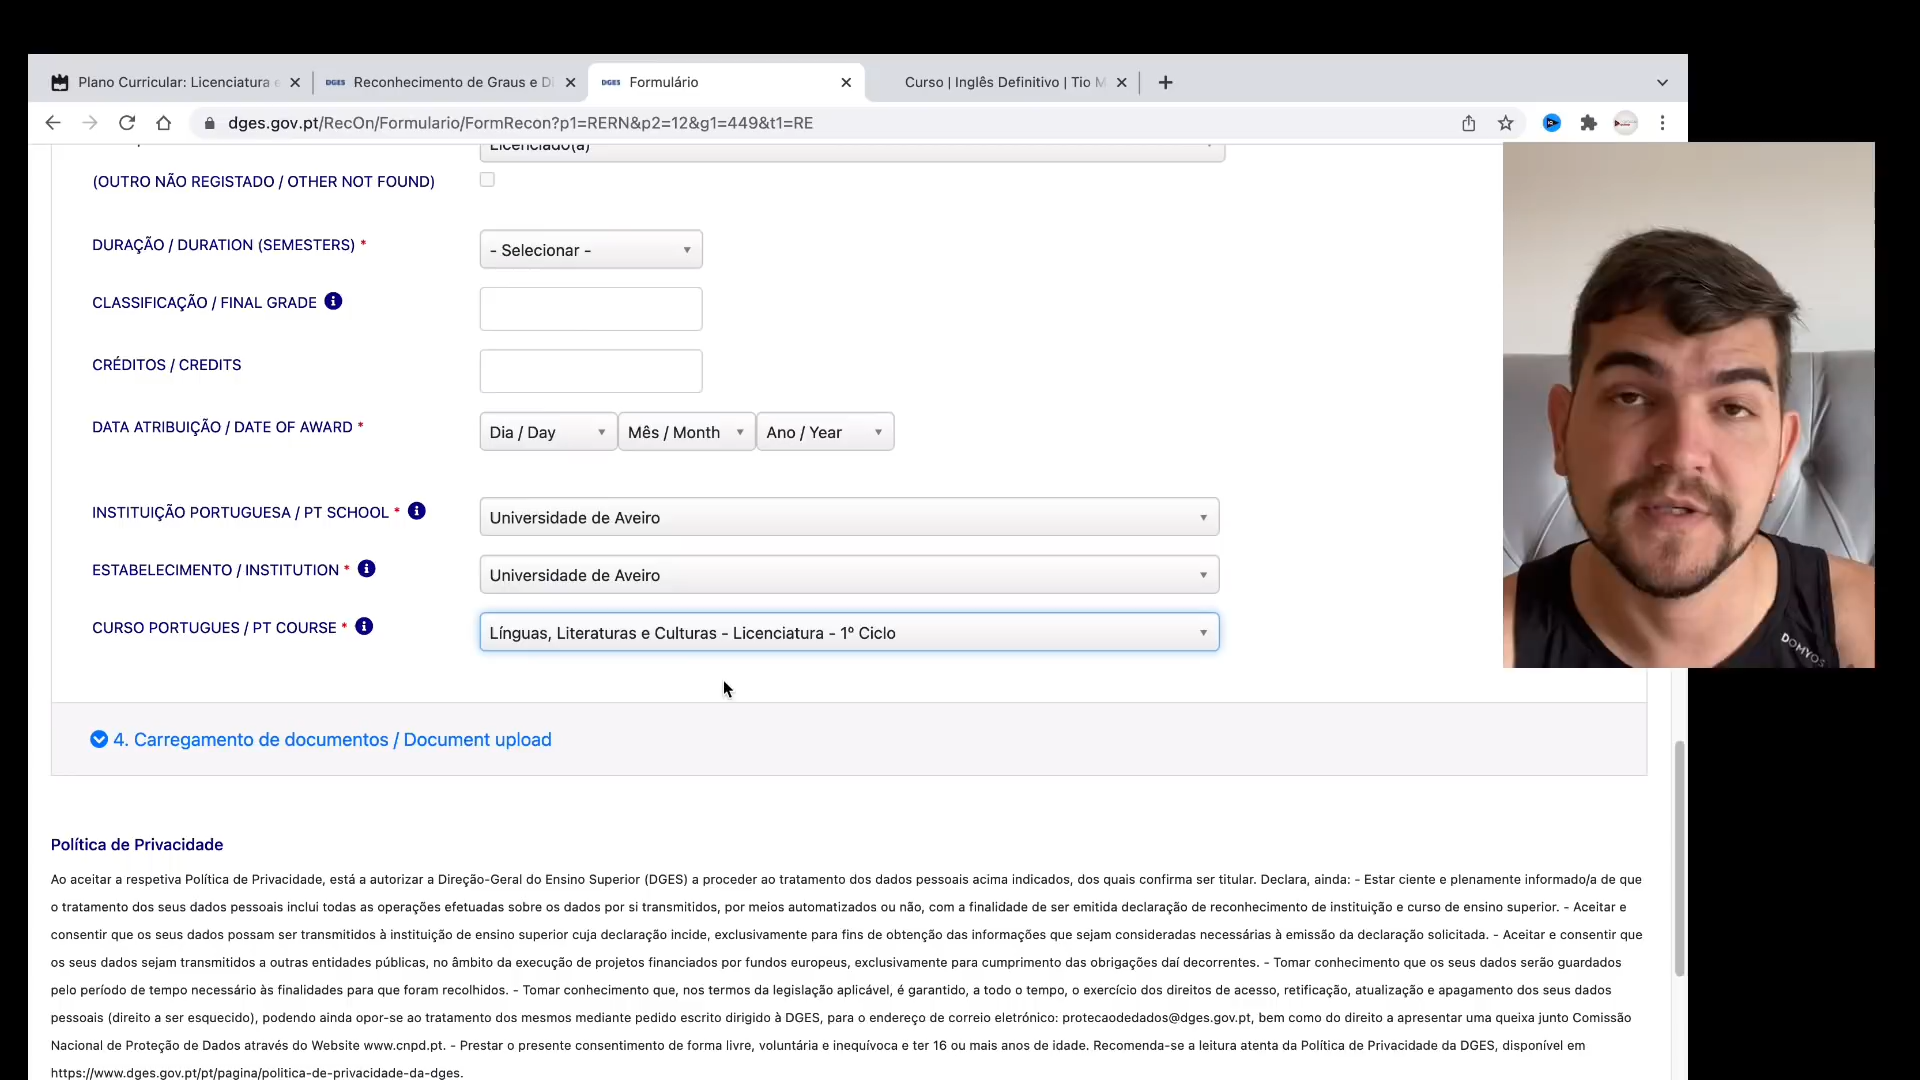 Plano Curricular: Licenciatura
DGES Reconhecimento de Graus e Di
DGES Formulário
Curso | Inglês Definitivo | Tio M
dges.gov.pt/RecOn/Formulario/FormRecon?p1=RERN&p2=12&g1=449&t1=RE
Licenciado(a)
(OUTRO NÃO REGISTADO / OTHER NOT FOUND)
DURAÇÃO / DURATION (SEMESTERS) *
- Selecionar -
CLASSIFICAÇÃO / FINAL GRADE
CRÉDITOS / CREDITS
DATA ATRIBUIÇÃO / DATE OF AWARD *
Dia / Day Mês / Month Ano / Year
INSTITUIÇÃO PORTUGUESA / PT SCHOOL *
Universidade de Aveiro
ESTABELECIMENTO / INSTITUTION *
Universidade de Aveiro
CURSO PORTUGUES / PT COURSE *
Línguas, Literaturas e Culturas - Licenciatura - 1º Ciclo
DOMYOS
4. Carregamento de documentos / Document upload
Política de Privacidade
Ao aceitar a respetiva Política de Privacidade, está a autorizar a Direção-Geral do Ensino Superior (DGES) a proceder ao tratamento dos dados pessoais acima indicados, dos quais confirma ser titular. Declara, ainda: - Estar ciente e plenamente informado/a de que
o tratamento dos seus dados pessoais inclui todas as operações efetuadas sobre os dados por si transmitidos, por meios automatizados ou não, com a finalidade de ser emitida declaração de reconhecimento de instituição e curso de ensino superior. - Aceitar e
consentir que os seus dados possam ser transmitidos à instituição de ensino superior cuja declaração incide, exclusivamente para fins de obtenção das informações que sejam consideradas necessárias à emissão da declaração solicitada. - Aceitar e consentir que
os seus dados sejam transmitidos a outras entidades públicas, no âmbito da execução de projetos financiados por fundos europeus, exclusivamente para cumprimento das obrigações daí decorrentes. - Tomar conhecimento que os seus dados serão guardados
pelo período de tempo necessário às finalidades para que foram recolhidos. - Tomar conhecimento que, nos termos da legislação aplicável, é garantido, a todo o tempo, o exercício dos direitos de acesso, retificação, atualização e apagamento dos seus dados
pessoais (direito a ser esquecido), podendo ainda opor-se ao tratamento dos mesmos mediante pedido escrito dirigido à DGES, para o endereço de correio eletrónico: protecaodedados@dges.gov.pt, bem como do direito a apresentar uma queixa junto Comissão
Nacional de Proteção de Dados através do Website www.cnpd.pt. - Prestar o presente consentimento de forma livre, voluntária e inequívoca e ter 16 ou mais anos de idade. Recomenda-se a leitura atenta da Política de Privacidade da DGES, disponível em
https://www.dges.gov.pt/pt/pagina/politica-de-privacidade-da-dges.